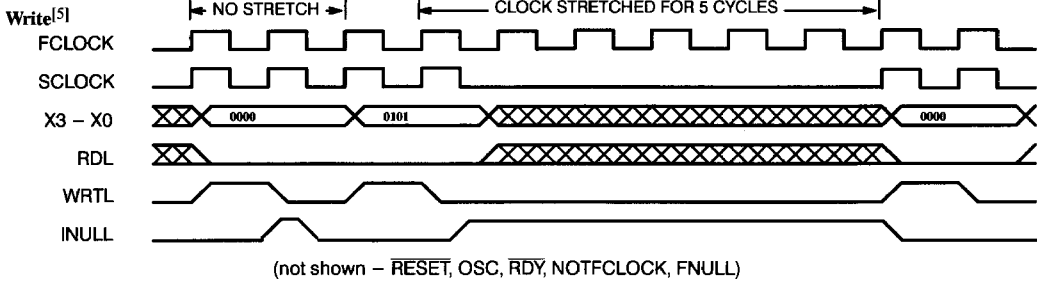 Write[5]
NO STRETCH
CLOCK STRETCHED FOR 5 CYCLES
FCLOCK
SCLOCK
X3 – X0 0000 0101 0000
RDL
WRTL
INULL
(not shown – RESET, OSC, RDY, NOTFCLOCK, FNULL)